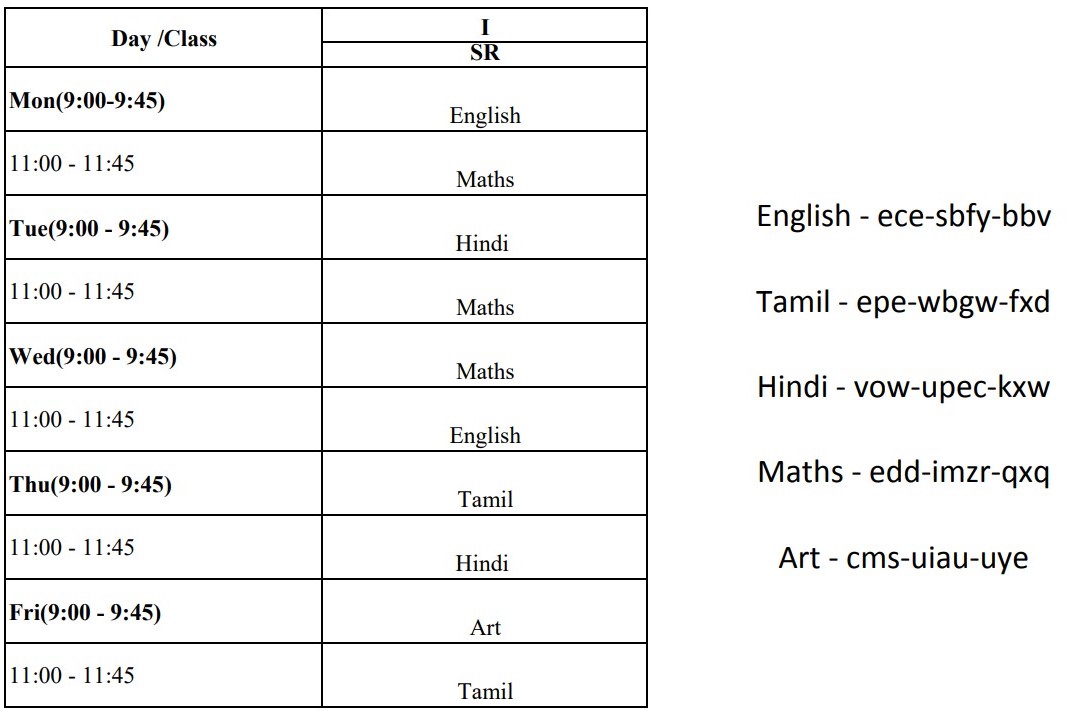 Day /Class
I
SR
Mon(9:00-9:45)
English
11:00 - 11:45
Maths
Tue(9:00 - 9:45)
Hindi
11:00 - 11:45
Maths
Wed(9:00 - 9:45)
Maths
11:00 - 11:45
English
Thu(9:00 - 9:45)
Tamil
11:00 - 11:45
Hindi
Fri(9:00 - 9:45)
Art
11:00 - 11:45
Tamil
English - ece-sbfy-bbv
Tamil - epe-wbgw-fxd
Hindi - vow-upec-kxw
Maths - edd-imzr-qxq
Art - cms-uiau-uye